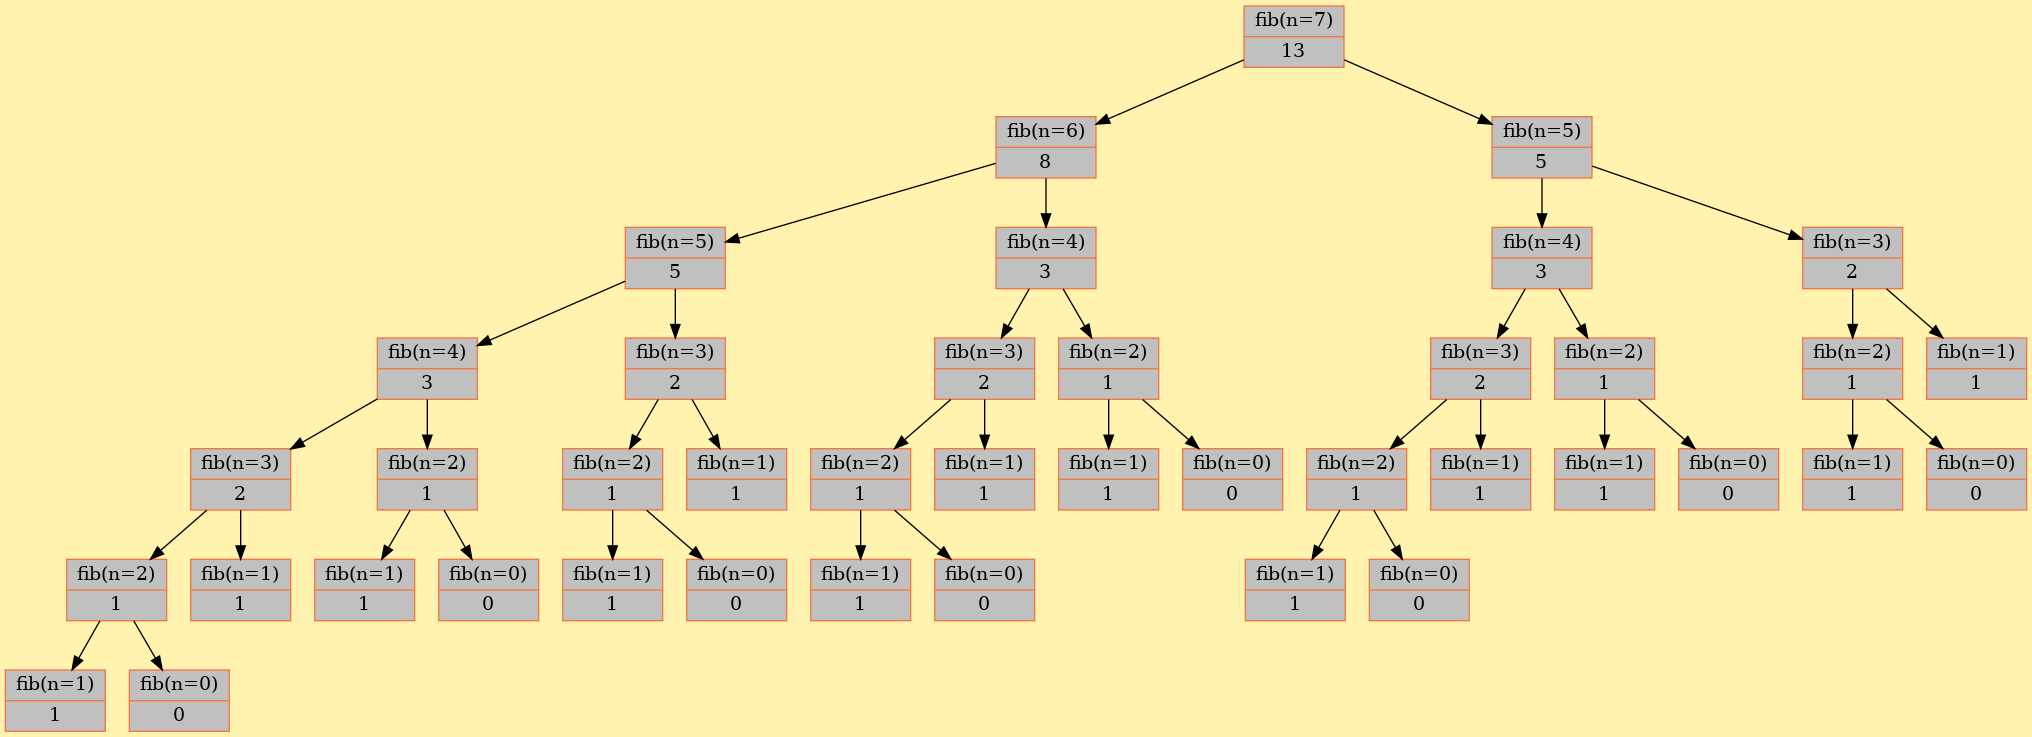 fib(n=7)
13
fib(n=6)
8
fib(n=5)
5
fib(n=5)
5
fib(n=4)
3
fib(n=4)
3
fib(n=3)
2
fib(n=4)
3
fib(n=3)
2
fib(n=3)
2
fib(n=2)
1
fib(n=3)
2
fib(n=2)
1
fib(n=2)
1
fib(n=1)
1
fib(n=3)
2
fib(n=2)
1
fib(n=2)
1
fib(n=1)
1
fib(n=2)
1
fib(n=1)
1
fib(n=1)
1
fib(n=0)
0
fib(n=2)
1
fib(n=1)
1
fib(n=1)
1
fib(n=0)
0
fib(n=1)
1
fib(n=0)
0
fib(n=2)
1
fib(n=1)
1
fib(n=1)
1
fib(n=0)
0
fib(n=1)
1
fib(n=0)
0
fib(n=1)
1
fib(n=0)
0
fib(n=1)
1
fib(n=0)
0
fib(n=1)
1
fib(n=0)
0